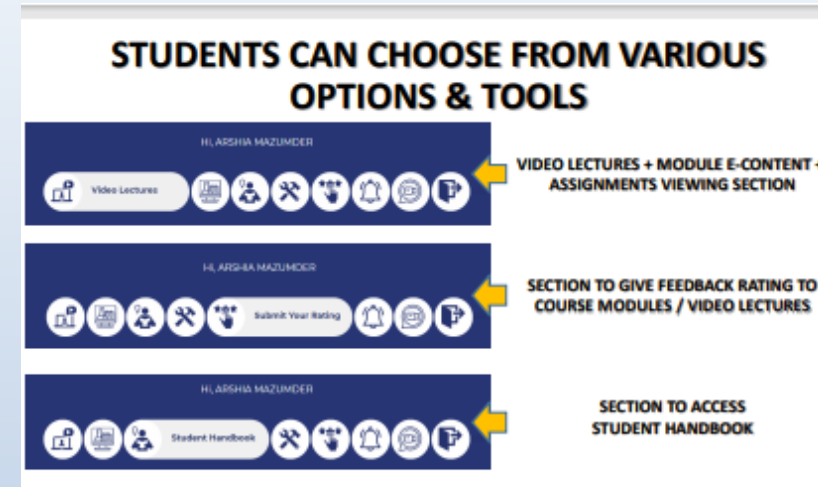 STUDENTS CAN CHOOSE FROM VARIOUS
OPTIONS & TOOLS
HI, ARSHIA MAZUMDER
Video Lectures
VIDEO LECTURES + MODULE E-CONTENT +
ASSIGNMENTS VIEWING SECTION
HI, ARSHIA MAZUMDER
Submit Your Rating
SECTION TO GIVE FEEDBACK RATING TO
COURSE MODULES / VIDEO LECTURES
HI, ARSHIA MAZUMDER
Student Handbook
SECTION TO ACCESS
STUDENT HANDBOOK